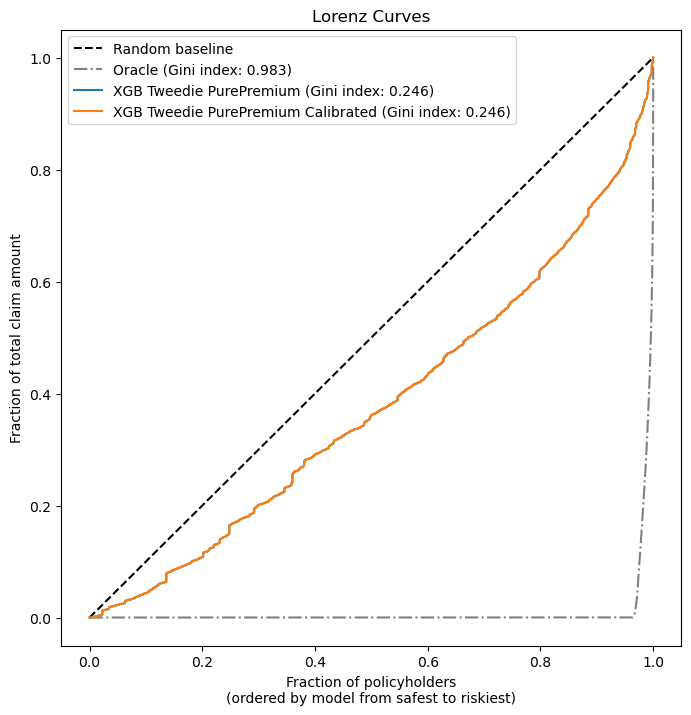 Lorenz Curves
Random baseline
Oracle (Gini index: 0.983)
XGB Tweedie PurePremium (Gini index: 0.246)
XGB Tweedie PurePremium Calibrated (Gini index: 0.246)
1.0
0.8
0.6
0.4
0.2
0.0
Fraction of total claim amount
0.0 0.2 0.4 0.6 0.8 1.0
Fraction of policyholders
(ordered by model from safest to riskiest)